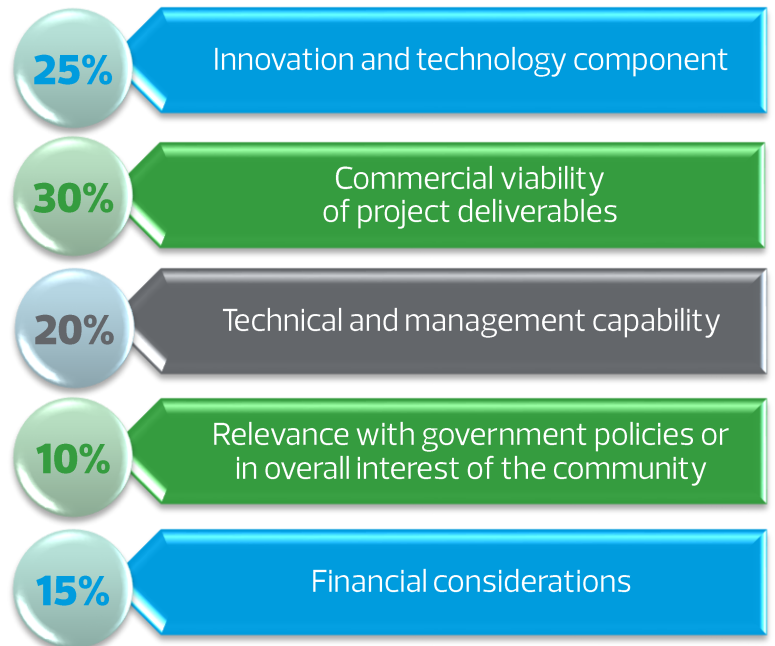 25%
Innovation and technology component
30%
Commercial viability
of project deliverables
20%
Technical and management capability
10%
Relevance with government policies or
in overall interest of the community
15%
Financial considerations